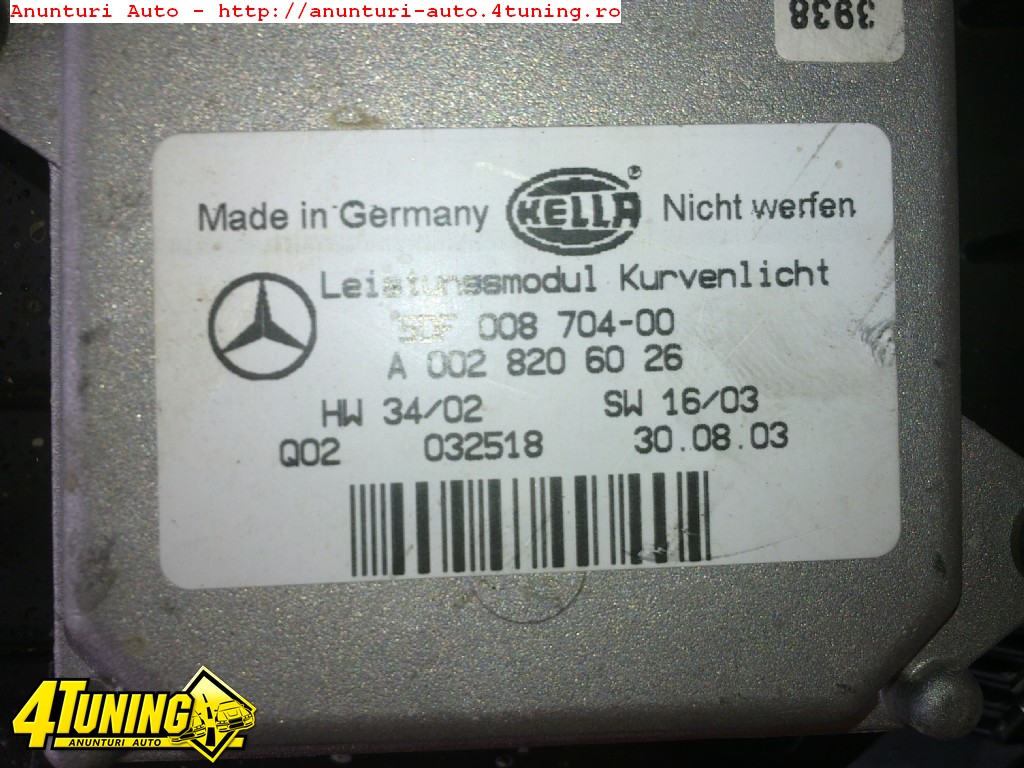 Anunturi Auto - http://anunturi-auto.4tuning.ro
3938
Made in Germany HELLA® Nicht werfen
Leistungsmodul Kurvenlicht
5DF 008 704-00
A 002 820 60 26
HW 34/02 SW 16/03
Q02 032518 30.08.03
4TUNING
ANUNTURI AUTO